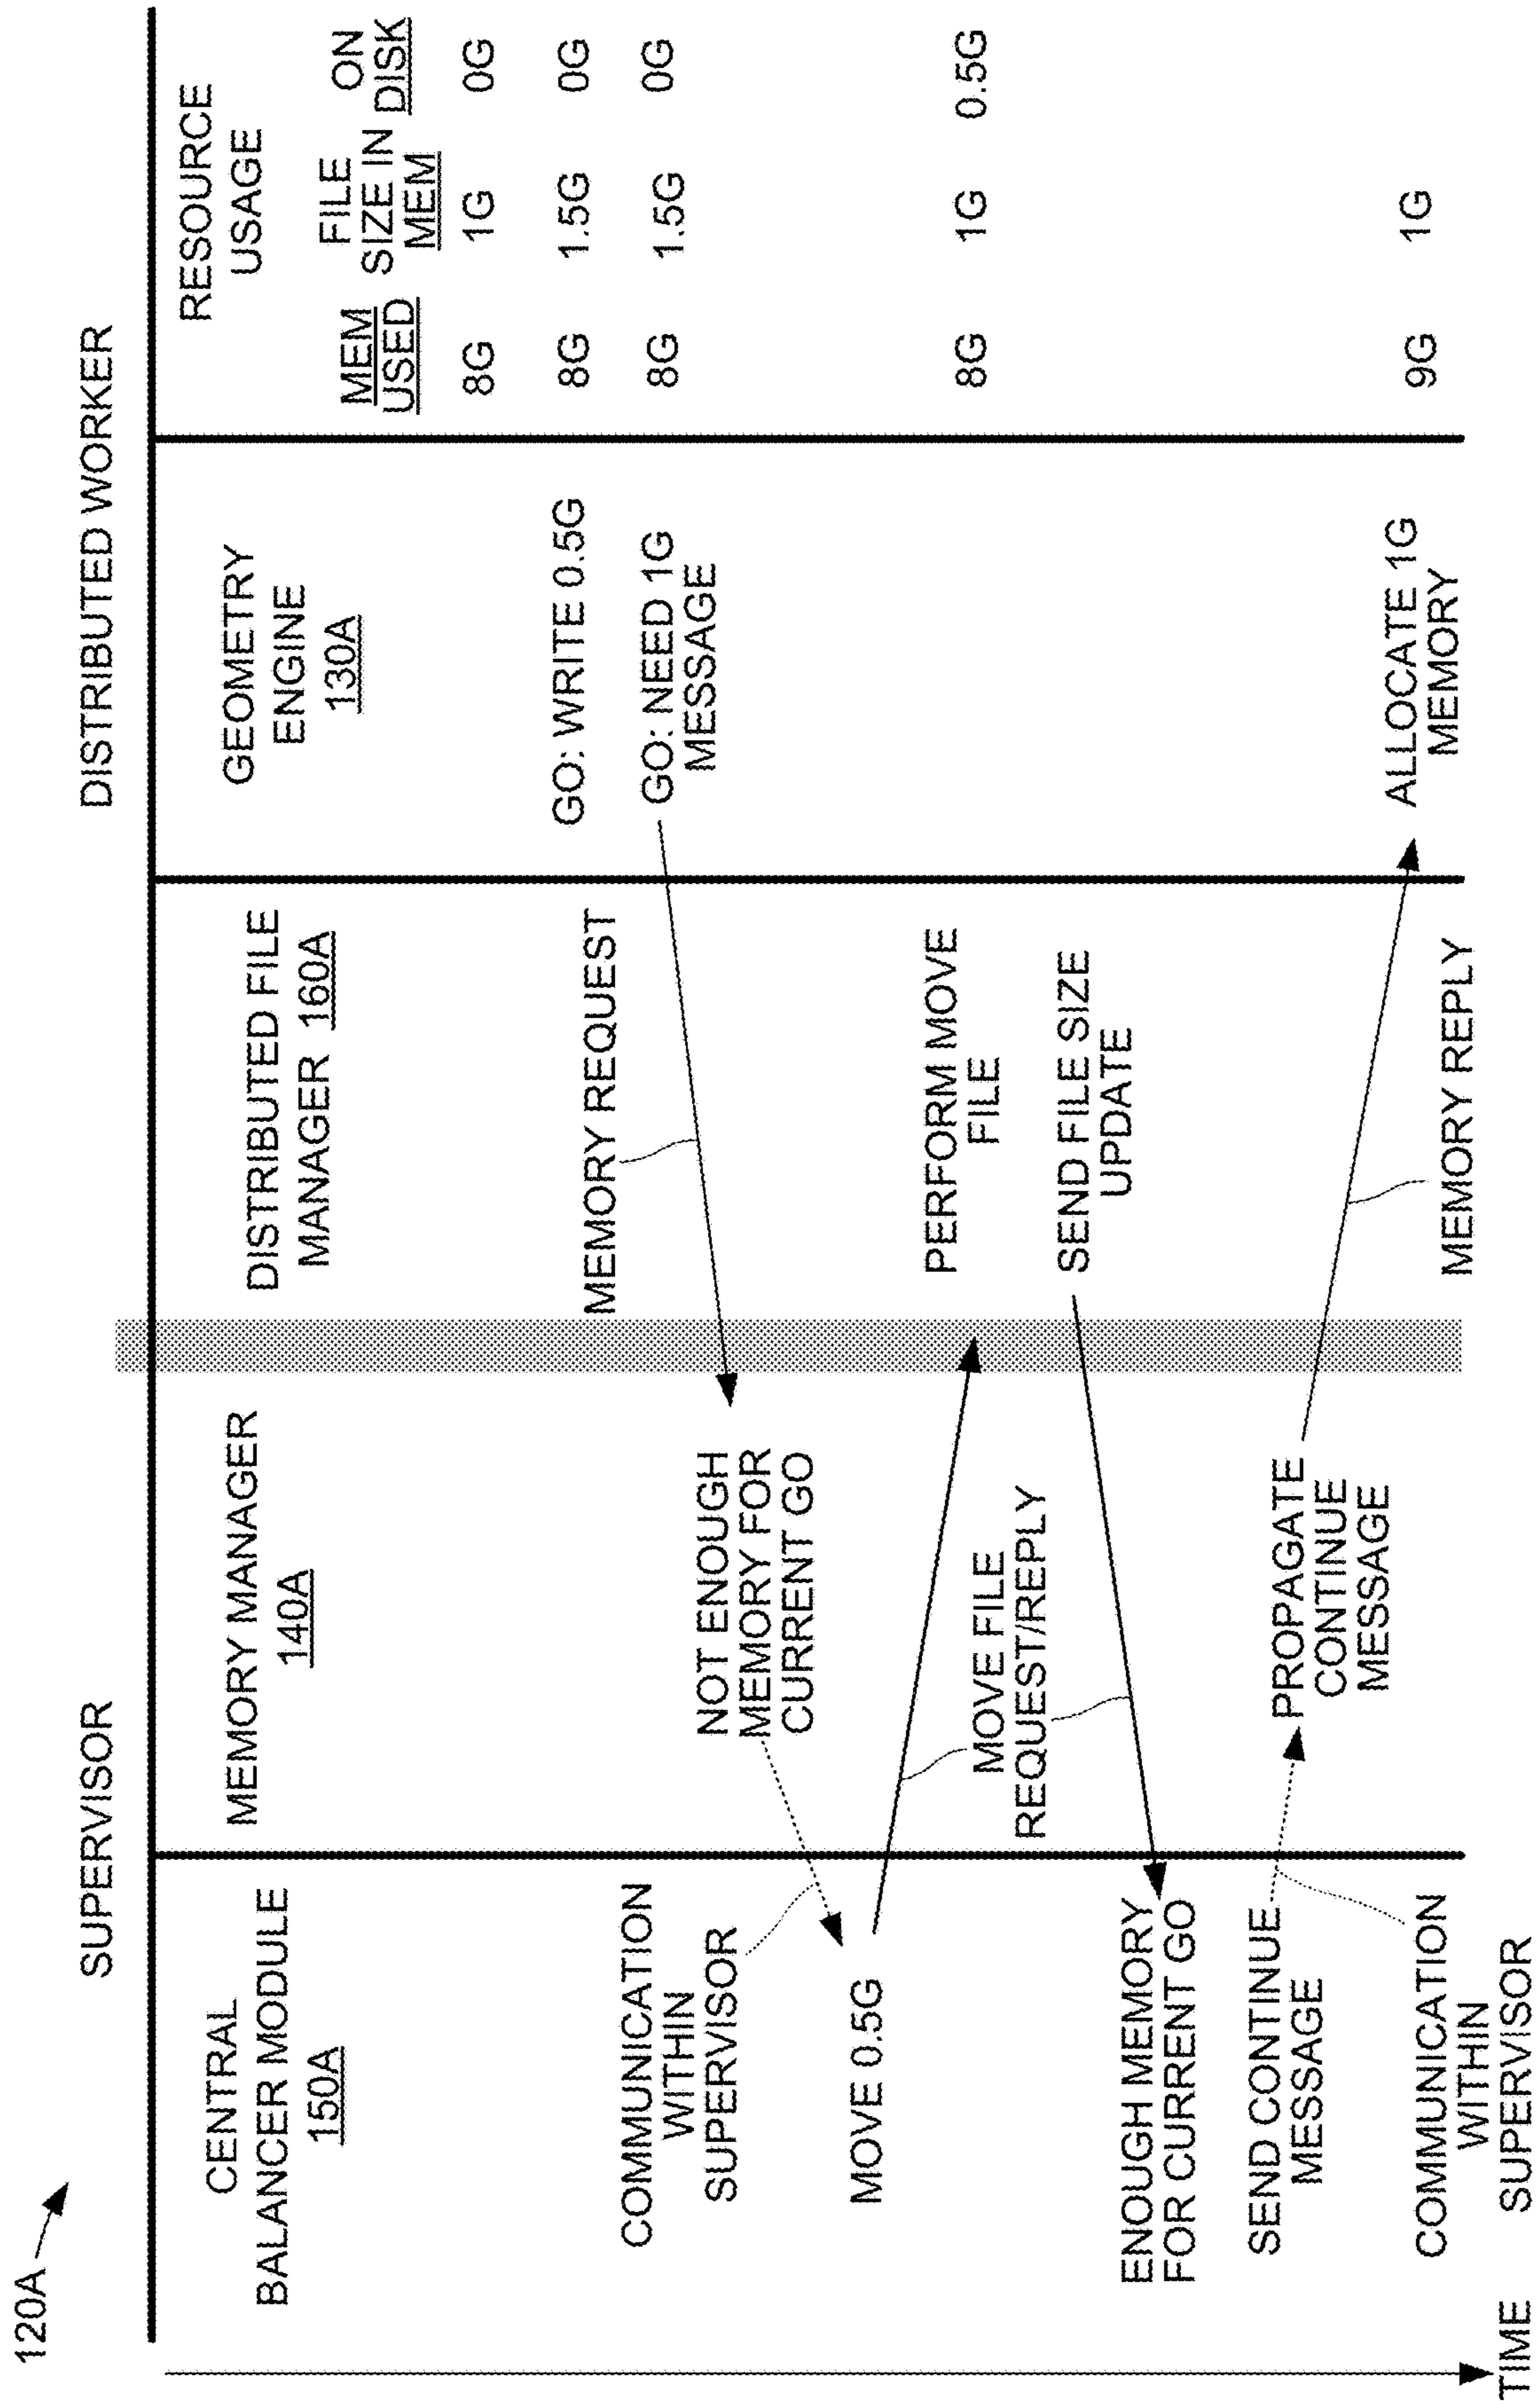 120A
SUPERVISOR
DISTRIBUTED WORKER
CENTRAL
BALANCER MODULE
150A
MEMORY MANAGER
140A
DISTRIBUTED FILE
MANAGER 160A
GEOMETRY
ENGINE
130A
RESOURCE
USAGE
MEM
USED
FILE
SIZE IN
MEM
ON
DISK
8G 1G 0G
GO: WRITE 0.5G
8G 1.5G 0G
GO: NEED 1G
MESSAGE
8G 1.5G 0G
MEMORY REQUEST
NOT ENOUGH
MEMORY FOR
CURRENT GO
COMMUNICATION
WITHIN
SUPERVISOR
MOVE 0.5G
MOVE FILE
REQUEST/REPLY
PERFORM MOVE
FILE
8G 1G 0.5G
SEND FILE SIZE
UPDATE
ENOUGH MEMORY
FOR CURRENT GO
SEND CONTINUE
MESSAGE
PROPAGATE
CONTINUE
MESSAGE
COMMUNICATION
WITHIN
SUPERVISOR
MEMORY REPLY
ALLOCATE 1G
MEMORY
9G 1G
TIME